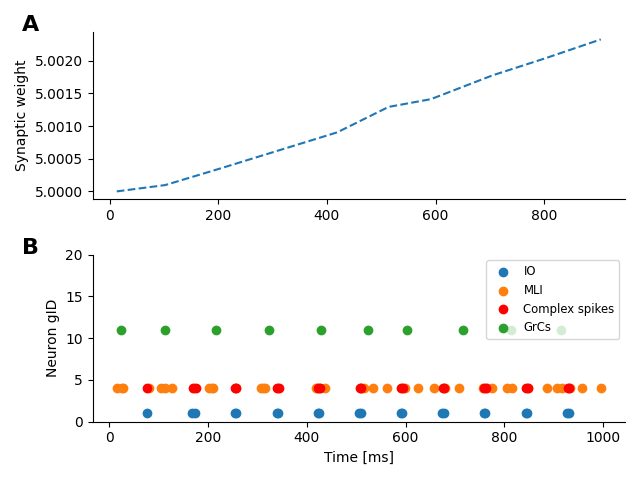 A
Synaptic weight
5.0020
5.0015
5.0010
5.0005
5.0000
0 200 400 600 800
B
Neuron gID
20
15
10
5
0
IO
MLI
Complex spikes
GrCs
0 200 400 600 800 1000
Time [ms]